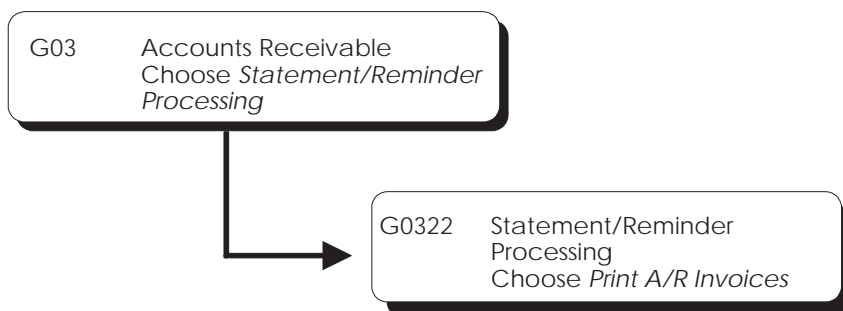 G03 Accounts Receivable
Choose Statement/Reminder
Processing
G0322 Statement/Reminder
Processing
Choose Print A/R Invoices